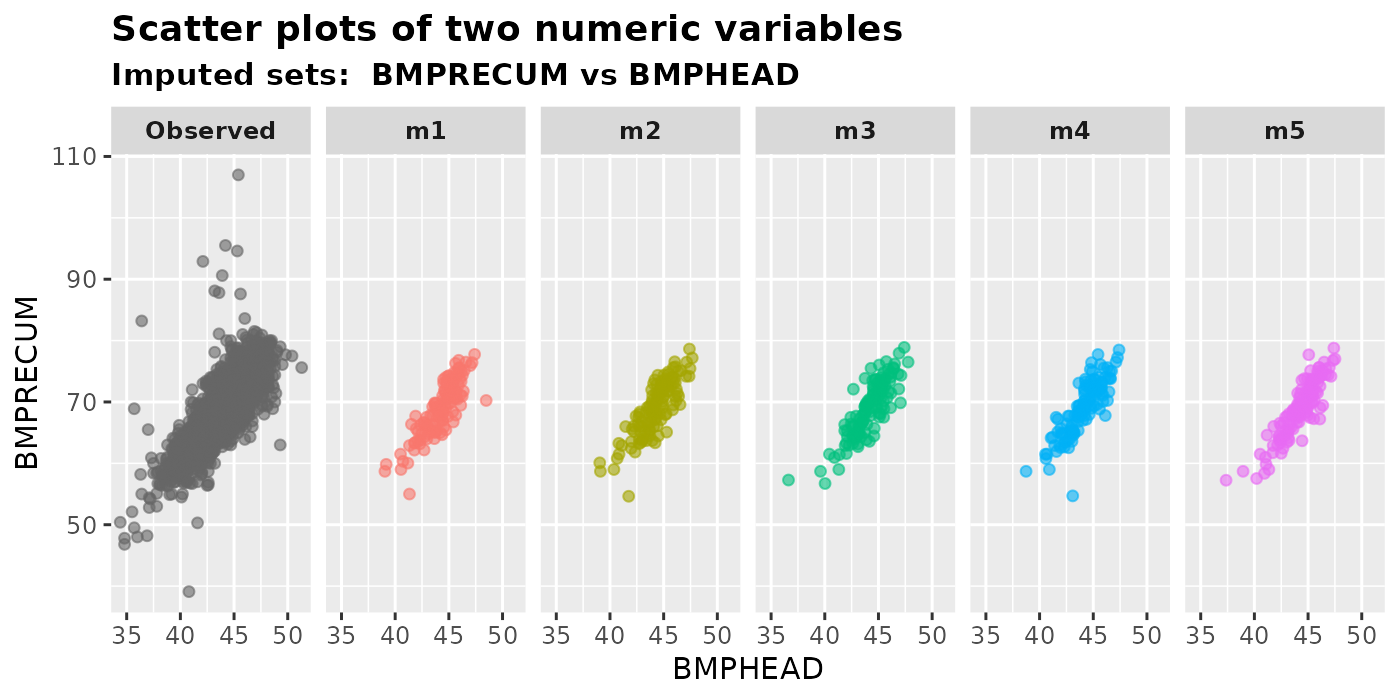 Scatter plots of two numeric variables
Imputed sets:  BMPRECUM vs BMPHEAD
Observed m1 m2 m3 m4 m5
110
90
70
50
BMPRECUM
35 40 45 50 35 40 45 50 35 40 45 50 35 40 45 50 35 40 45 50 35 40 45 50
BMPHEAD